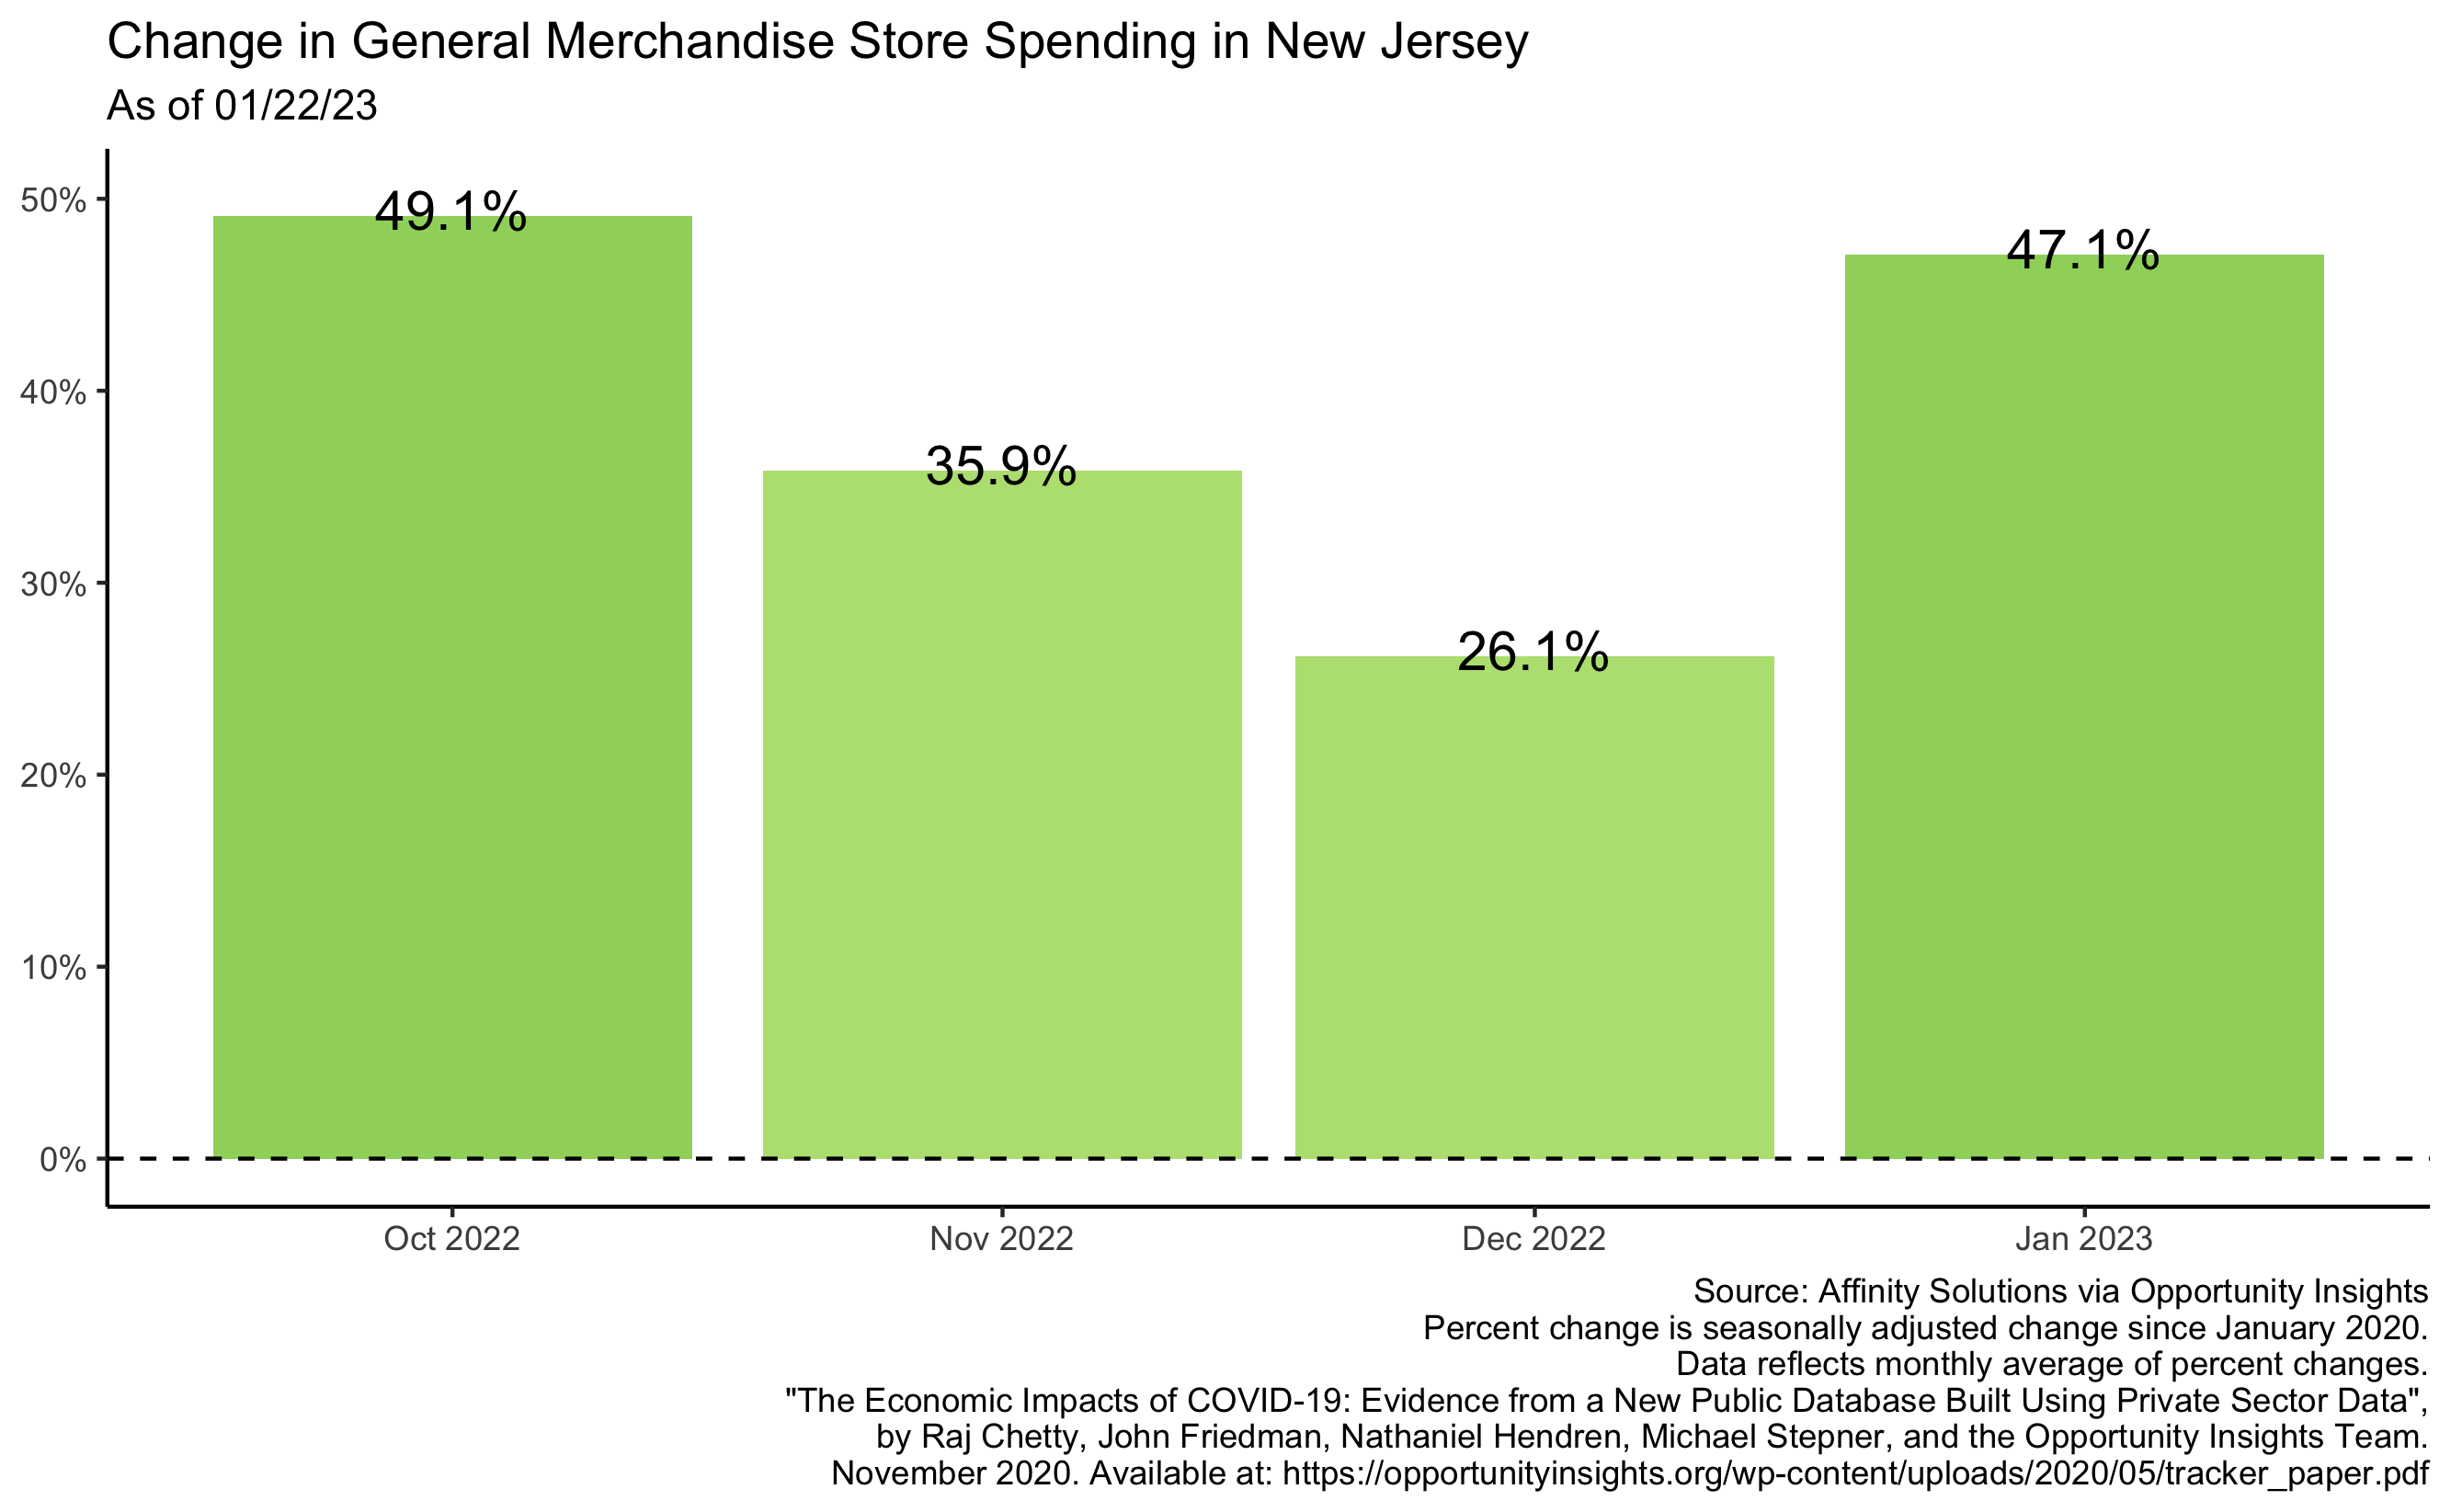 Change in General Merchandise Store Spending in New Jersey
As of 01/22/23
50%
40%
30%
20%
10%
0%
49.1%
35.9%
26.1%
47.1%
Oct 2022
Nov 2022
Dec 2022
Jan 2023
Source: Affinity Solutions via Opportunity Insights
Percent change is seasonally adjusted change since January 2020.
Data reflects monthly average of percent changes.
"The Economic Impacts of COVID-19: Evidence from a New Public Database Built Using Private Sector Data",
by Raj Chetty, John Friedman, Nathaniel Hendren, Michael Stepner, and the Opportunity Insights Team.
November 2020. Available at: https://opportunityinsights.org/wp-content/uploads/2020/05/tracker_paper.pdf